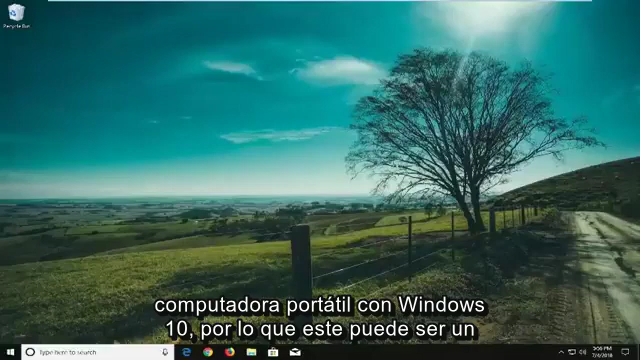 Recycle Bin
computadora portátil con Windows
10, por lo que este puede ser un
Type here to search
5:06 PM
7/4/2018